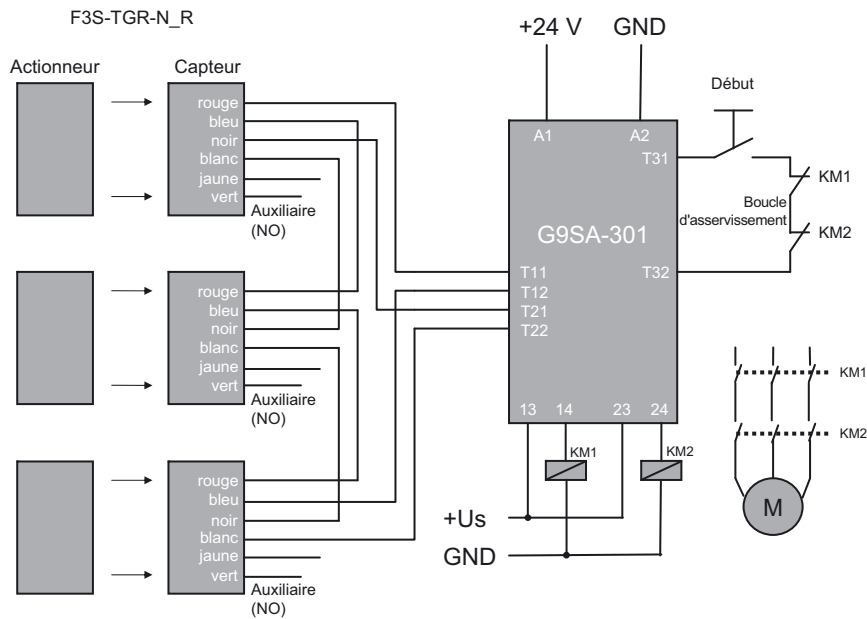 F3S-TGR-N_R
Actionneur
Capteur
rouge
bleu
noir
blanc
jaune
vert
Auxiliaire
(NO)
rouge
bleu
noir
blanc
jaune
vert
Auxiliaire
(NO)
rouge
bleu
noir
blanc
jaune
vert
Auxiliaire
(NO)
+24 V
GND
A1
A2
T31
G9SA-301
T11
T12
T21
T22
T32
13
14
23
24
KM1
KM2
+Us
GND
Début
KM1
Boucle
d'asservissement
KM2
KM1
KM2
M